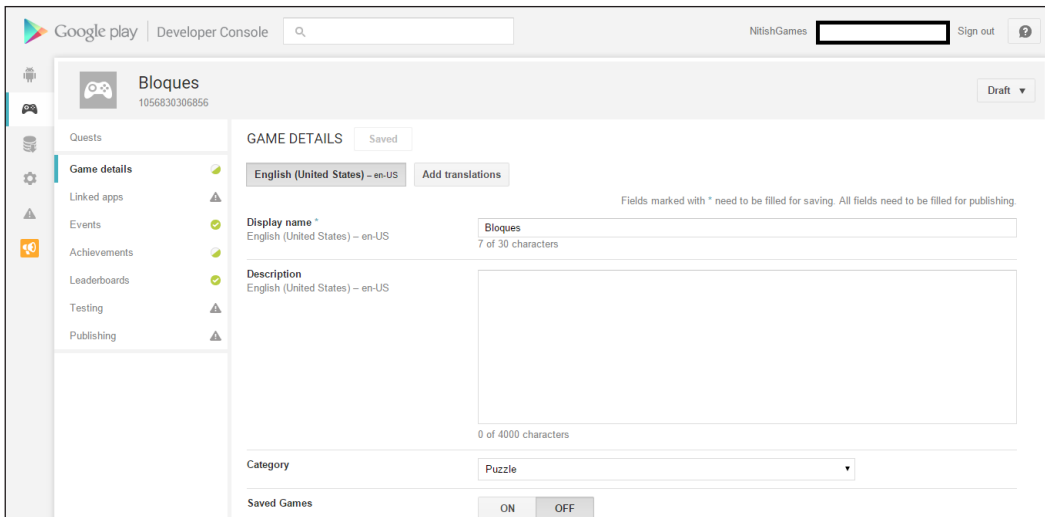 Google play | Developer Console
NitishGames
Sign out
Bloques
1056830306856
Draft
Quests
Game details
Linked apps
Events
Achievements
Leaderboards
Testing
Publishing
GAME DETAILS
Saved
English (United States) – en-US
Add translations
Fields marked with * need to be filled for saving. All fields need to be filled for publishing.
Display name *
English (United States) – en-US
Bloques
7 of 30 characters
Description
English (United States) – en-US
0 of 4000 characters
Category
Puzzle
Saved Games
ON
OFF